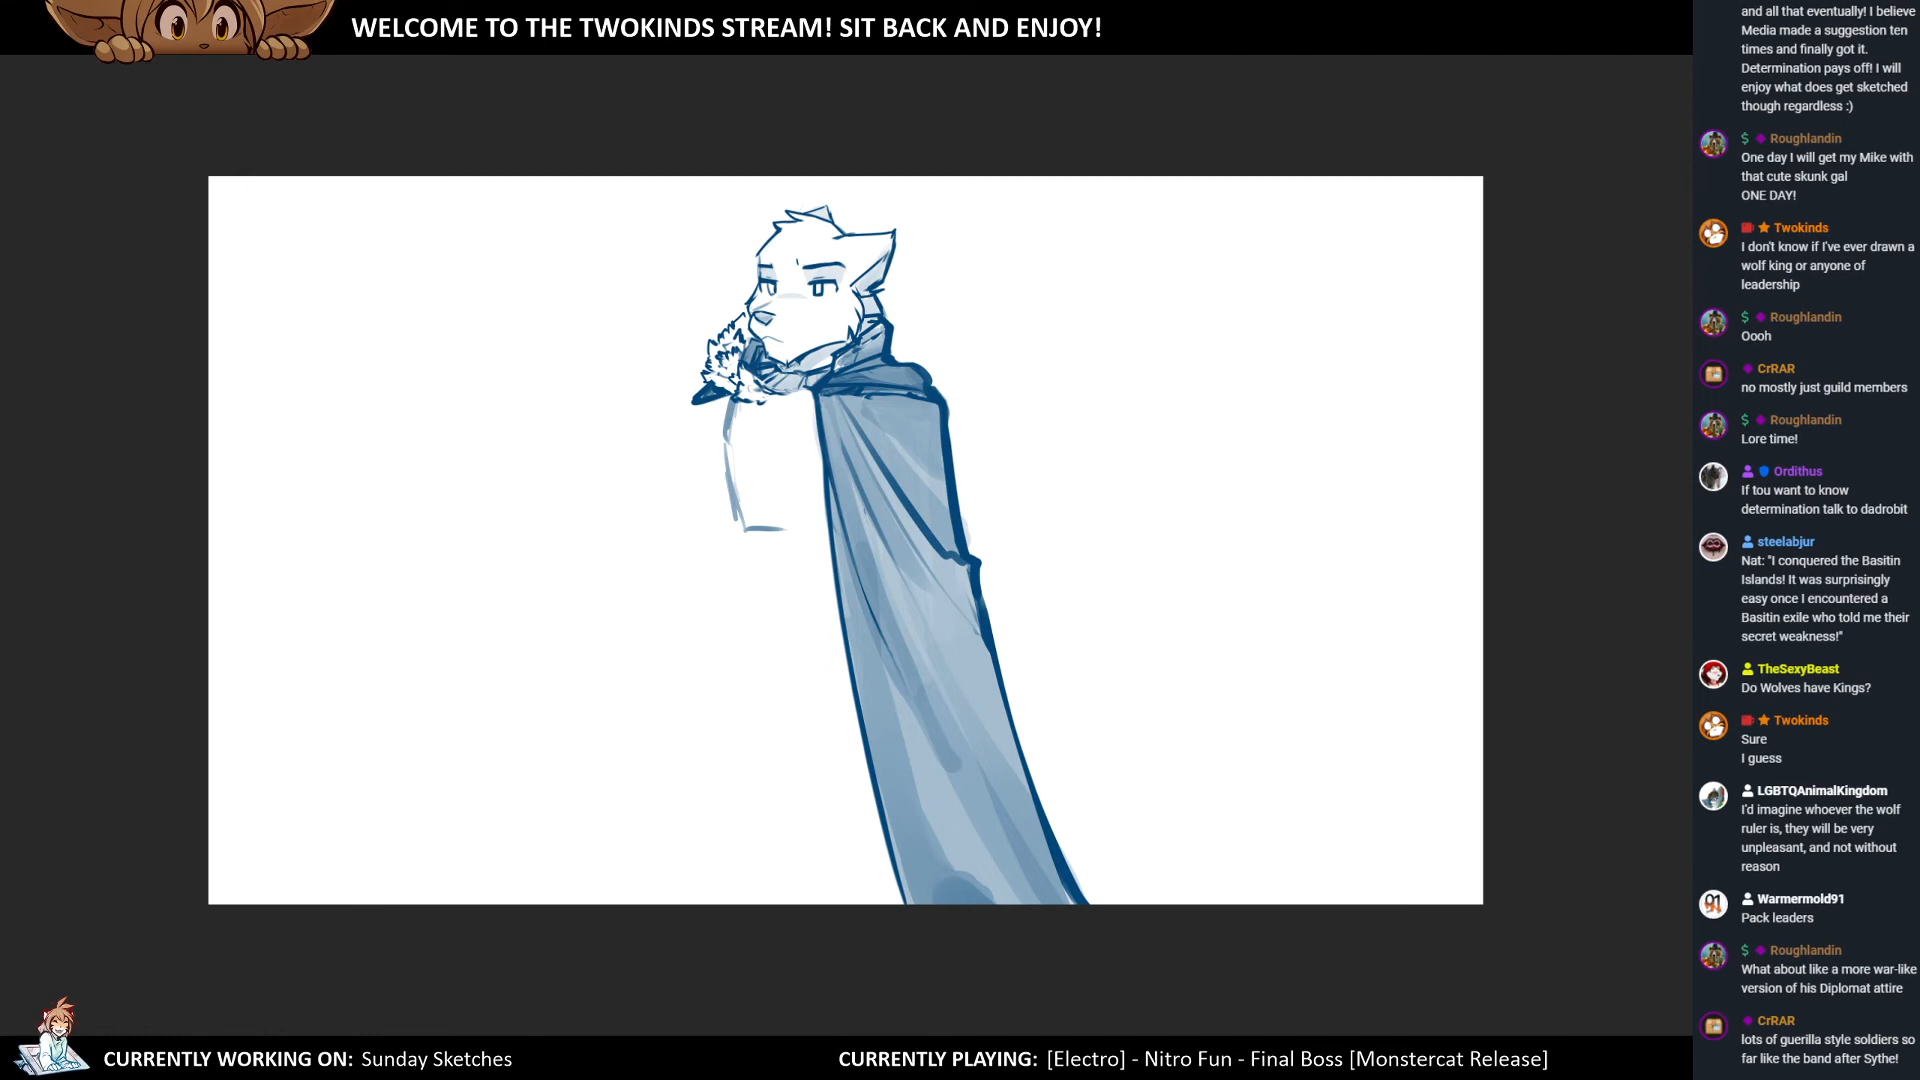 WELCOME TO THE TWOKINDS STREAM! SIT BACK AND ENJOY!
and all that eventually! I believe
Media made a suggestion ten
times and finally got it.
Determination pays off! I will
enjoy what does get sketched
though regardless :)
$ Roughlandin
One day I will get my Mike with
that cute skunk gal
ONE DAY!
Twokinds
I don't know if I've ever drawn a
wolf king or anyone of
leadership
$ Roughlandin
Oooh
CrRAR
no mostly just guild members
$ Roughlandin
Lore time!
Ordithus
If tou want to know
determination talk to dadrobit
steelabjur
Nat: "I conquered the Basitin
Islands! It was surprisingly
easy once I encountered a
Basitin exile who told me their
secret weakness!"
TheSexyBeast
Do Wolves have Kings?
Twokinds
Sure
I guess
LGBTQAnimalKingdom
I'd imagine whoever the wolf
ruler is, they will be very
unpleasant, and not without
reason
Warmermold91
Pack leaders
$ Roughlandin
What about like a more war-like
version of his Diplomat attire
CrRAR
lots of guerilla style soldiers so
far like the band after Sythe!
CURRENTLY WORKING ON: Sunday Sketches
CURRENTLY PLAYING: [Electro] - Nitro Fun - Final Boss [Monstercat Release]